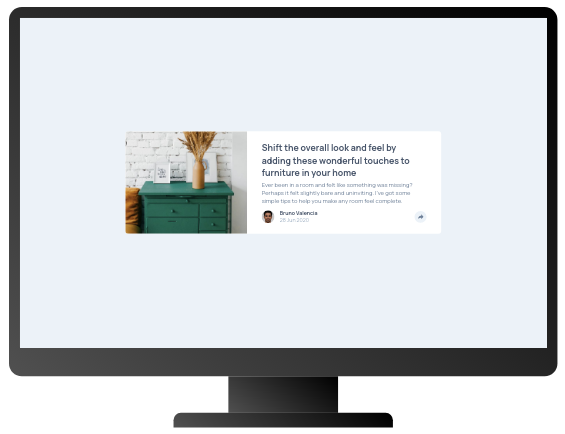 Shift the overall look and feel by
adding these wonderful touches to
furniture in your home
Ever been in a room and felt like something was missing?
Perhaps it felt slightly bare and uninviting. I've got some
simple tips to help you make any room feel complete.
Bruno Valencia
28 Jun 2020